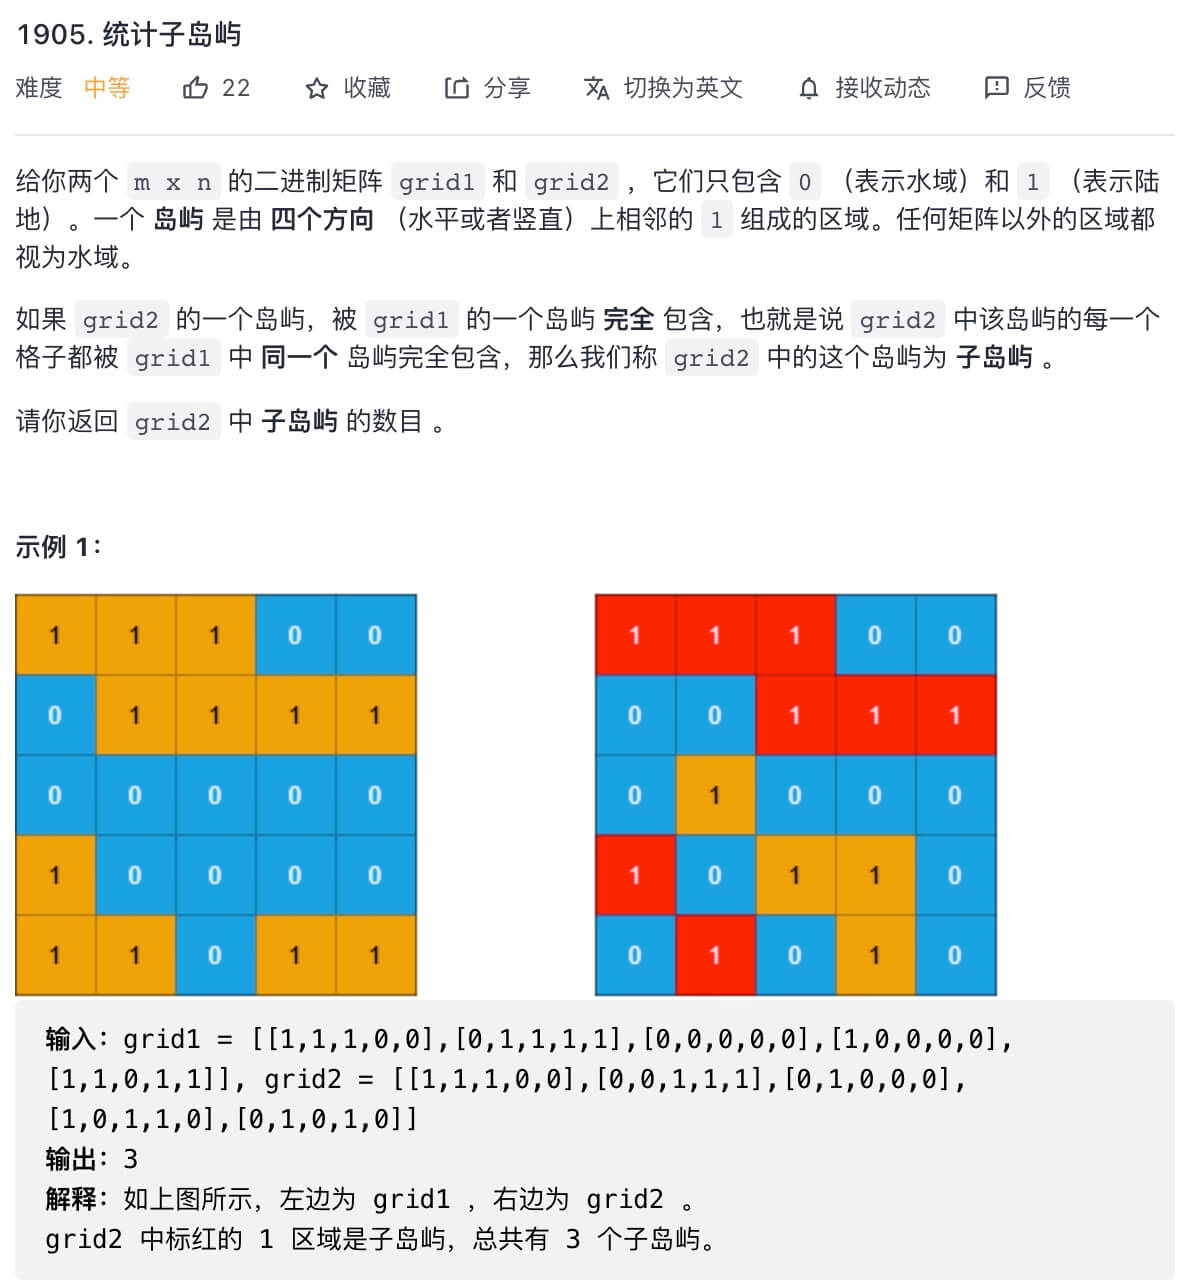 1905. 统计子岛屿
难度 中等 22 收藏 分享 切换为英文 接收动态 反馈
给你两个 m x n 的二进制矩阵 grid1 和 grid2 ，它们只包含 0 （表示水域）和 1 （表示陆
地）。一个 岛屿 是由 四个方向 （水平或者竖直）上相邻的 1 组成的区域。任何矩阵以外的区域都
视为水域。
如果 grid2 的一个岛屿，被 grid1 的一个岛屿 完全 包含，也就是说 grid2 中该岛屿的每一个
格子都被 grid1 中 同一个 岛屿完全包含，那么我们称 grid2 中的这个岛屿为 子岛屿 。
请你返回 grid2 中 子岛屿 的数目 。
示例 1：
1 1 1 0 0 1 1 1 0 0
0 1 1 1 1 0 0 1 1 1
0 0 0 0 0 0 1 0 0 0
1 0 0 0 0 1 0 1 1 0
1 1 0 1 1 0 1 0 1 0
输入：grid1 = [[1,1,1,0,0],[0,1,1,1,1],[0,0,0,0,0],[1,0,0,0,0],
[1,1,0,1,1]], grid2 = [[1,1,1,0,0],[0,0,1,1,1],[0,1,0,0,0],
[1,0,1,1,0],[0,1,0,1,0]]
输出：3
解释：如上图所示，左边为 grid1 ，右边为 grid2 。
grid2 中标红的 1 区域是子岛屿，总共有 3 个子岛屿。